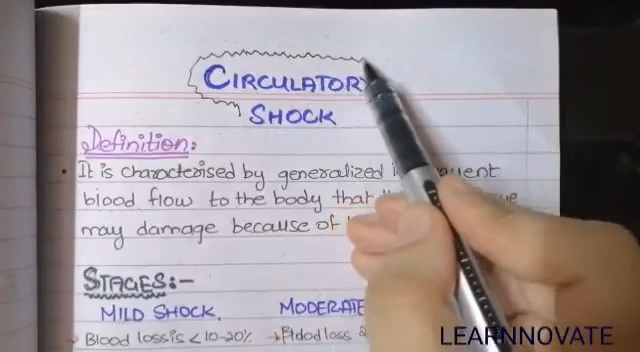 CIRCULATORY
SHOCK
Definition:
• It is characterised by generalized
blood flow to the body that
may damage because of
STAGES:-
MILD SHOCK. MODERATE
→ Blood loss is < 10-20% → Blood loss
LEARNNOVATE